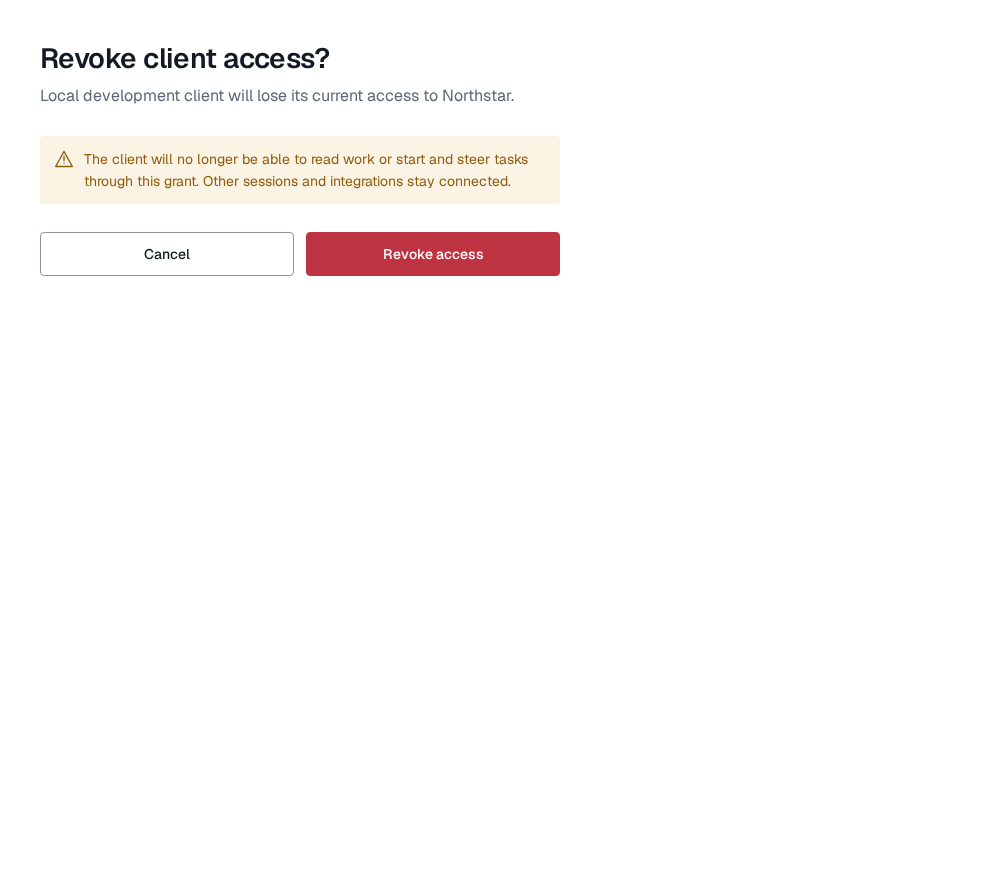 Revoke client access?
Local development client will lose its current access to Northstar.
The client will no longer be able to read work or start and steer tasks
through this grant. Other sessions and integrations stay connected.
Cancel
Revoke access